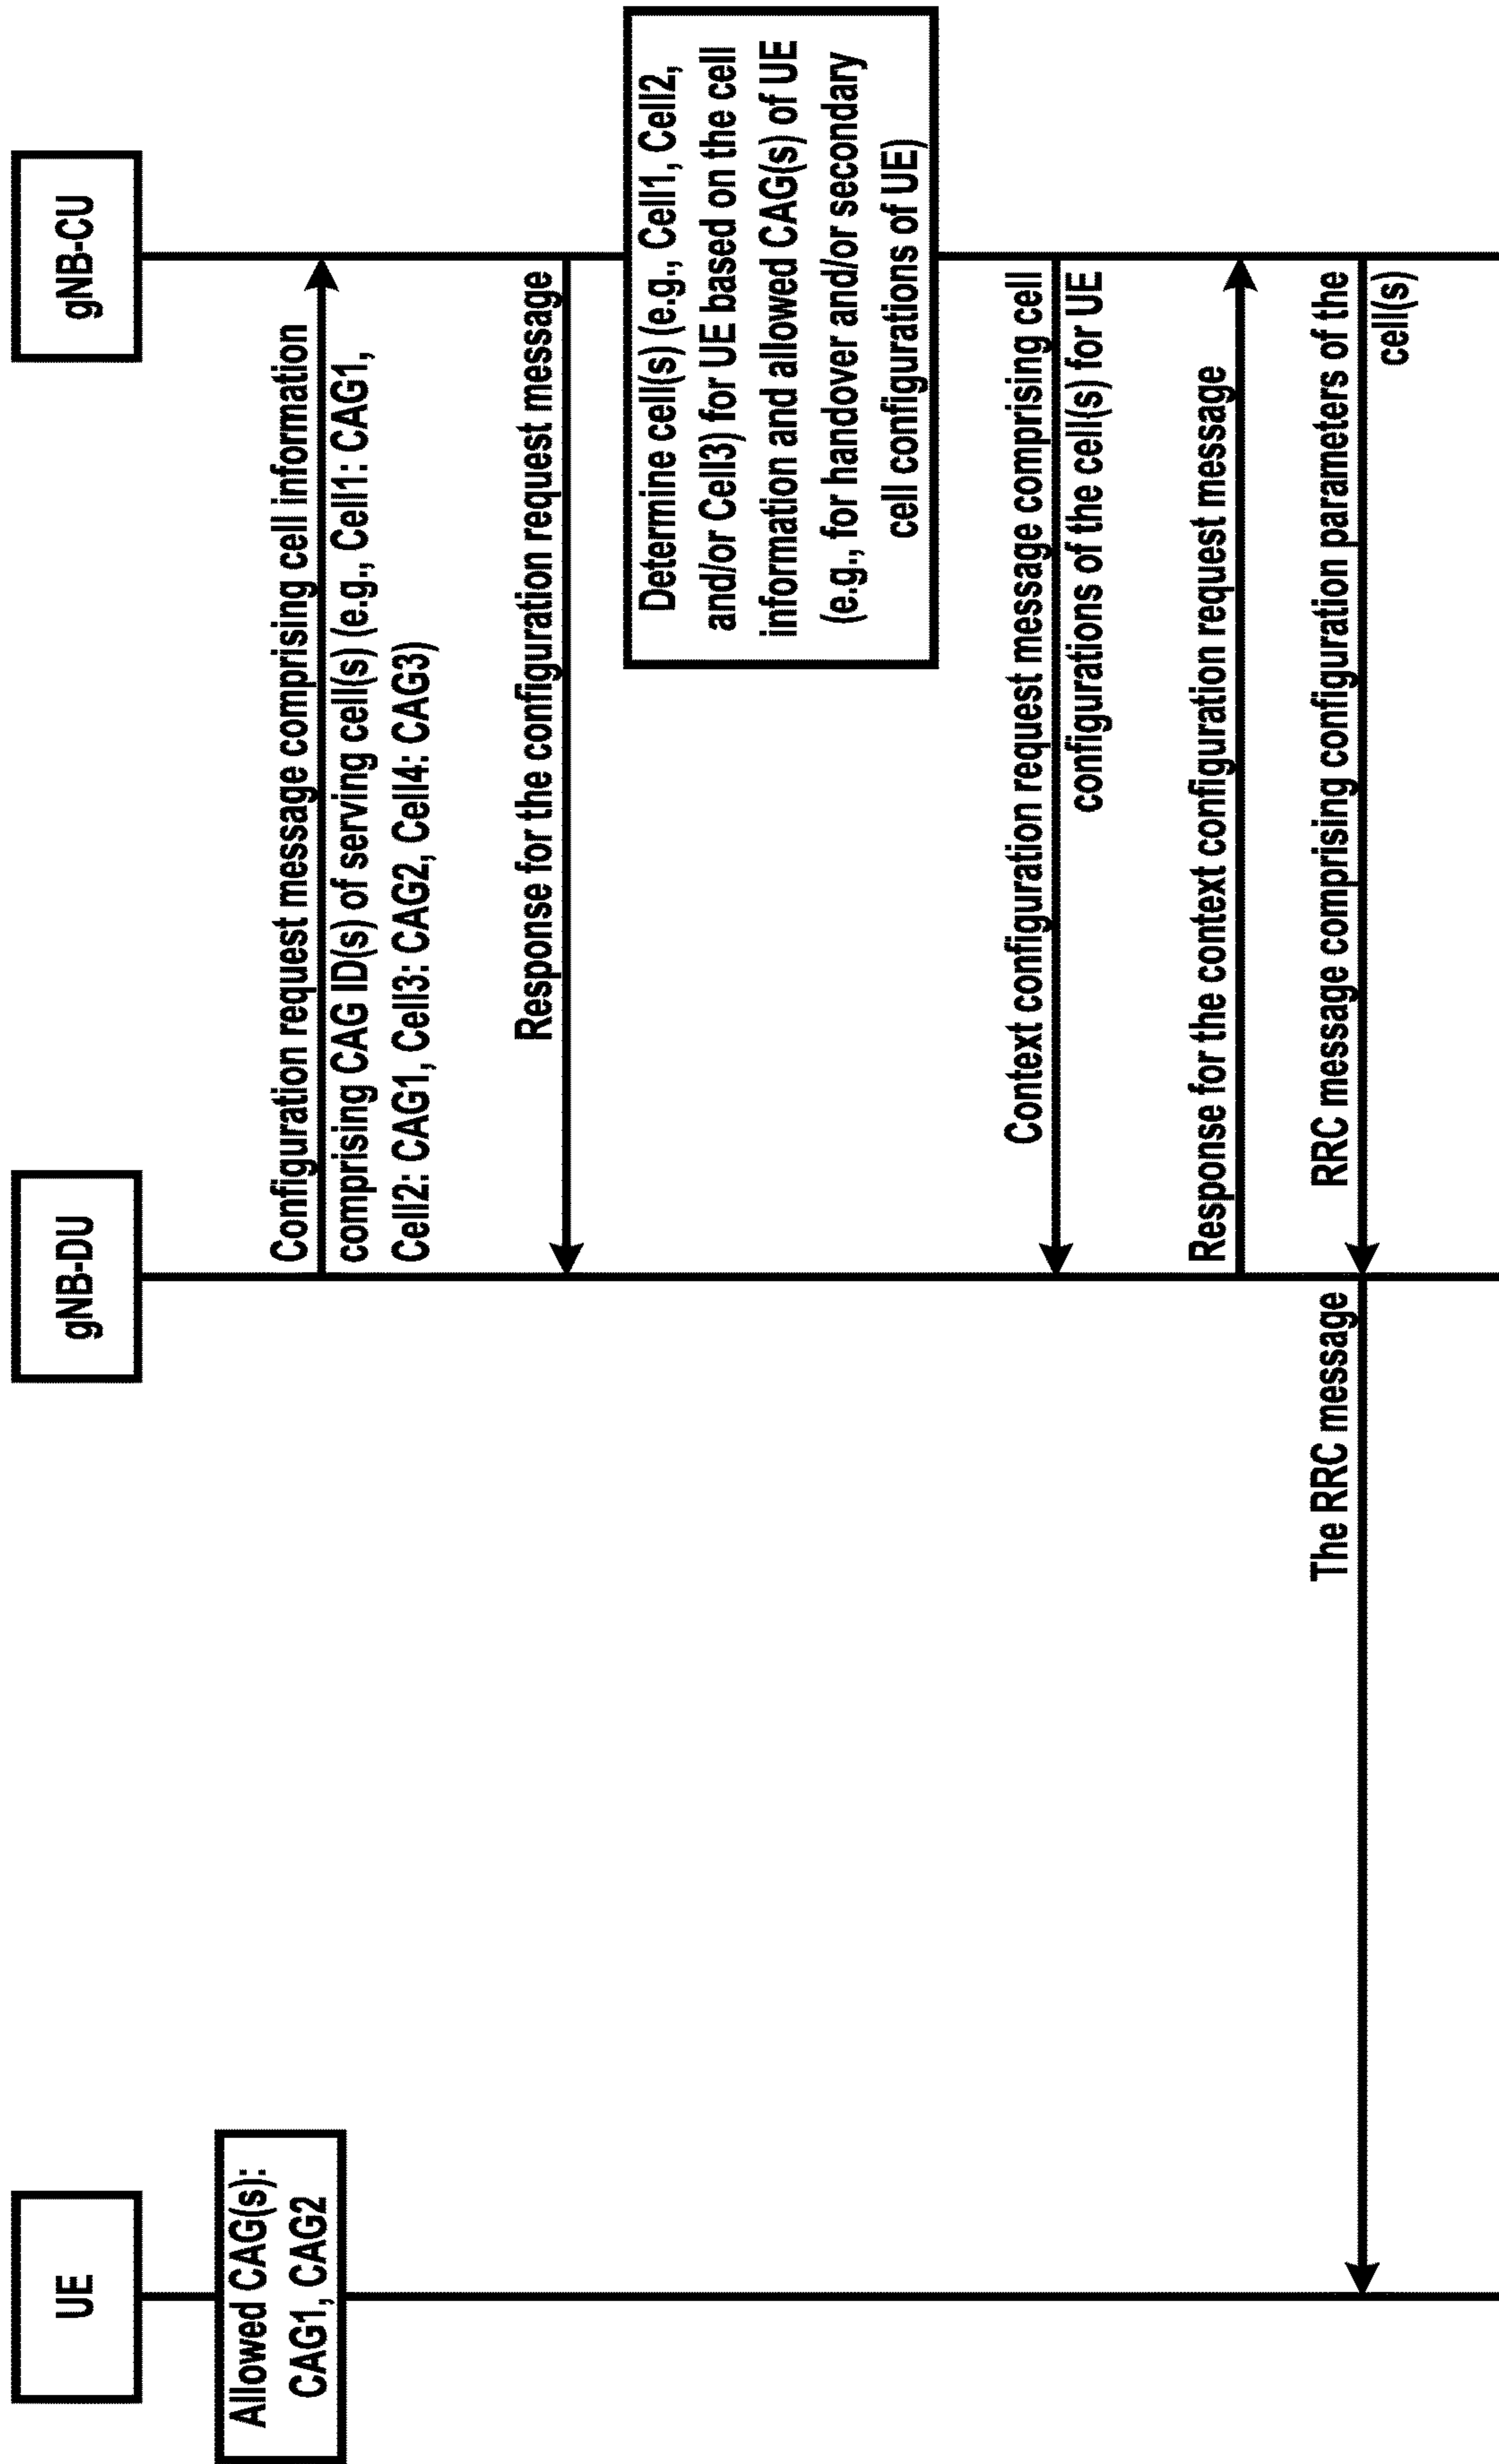 UE
gNB-DU
gNB-CU
Allowed CAG(s):
CAG1, CAG2
Configuration request message comprising cell information
comprising CAG ID(s) of serving cell(s) (e.g., Cell1: CAG1,
Cell2: CAG1, Cell3: CAG2, Cell4: CAG3)
Response for the configuration request message
Determine cell(s) (e.g., Cell1, Cell2,
and/or Cell3) for UE based on the cell
information and allowed CAG(s) of UE
(e.g., for handover and/or secondary
cell configurations of UE)
Context configuration request message comprising cell
configurations of the cell(s) for UE
Response for the context configuration request message
RRC message comprising configuration parameters of the
cell(s)
The RRC message